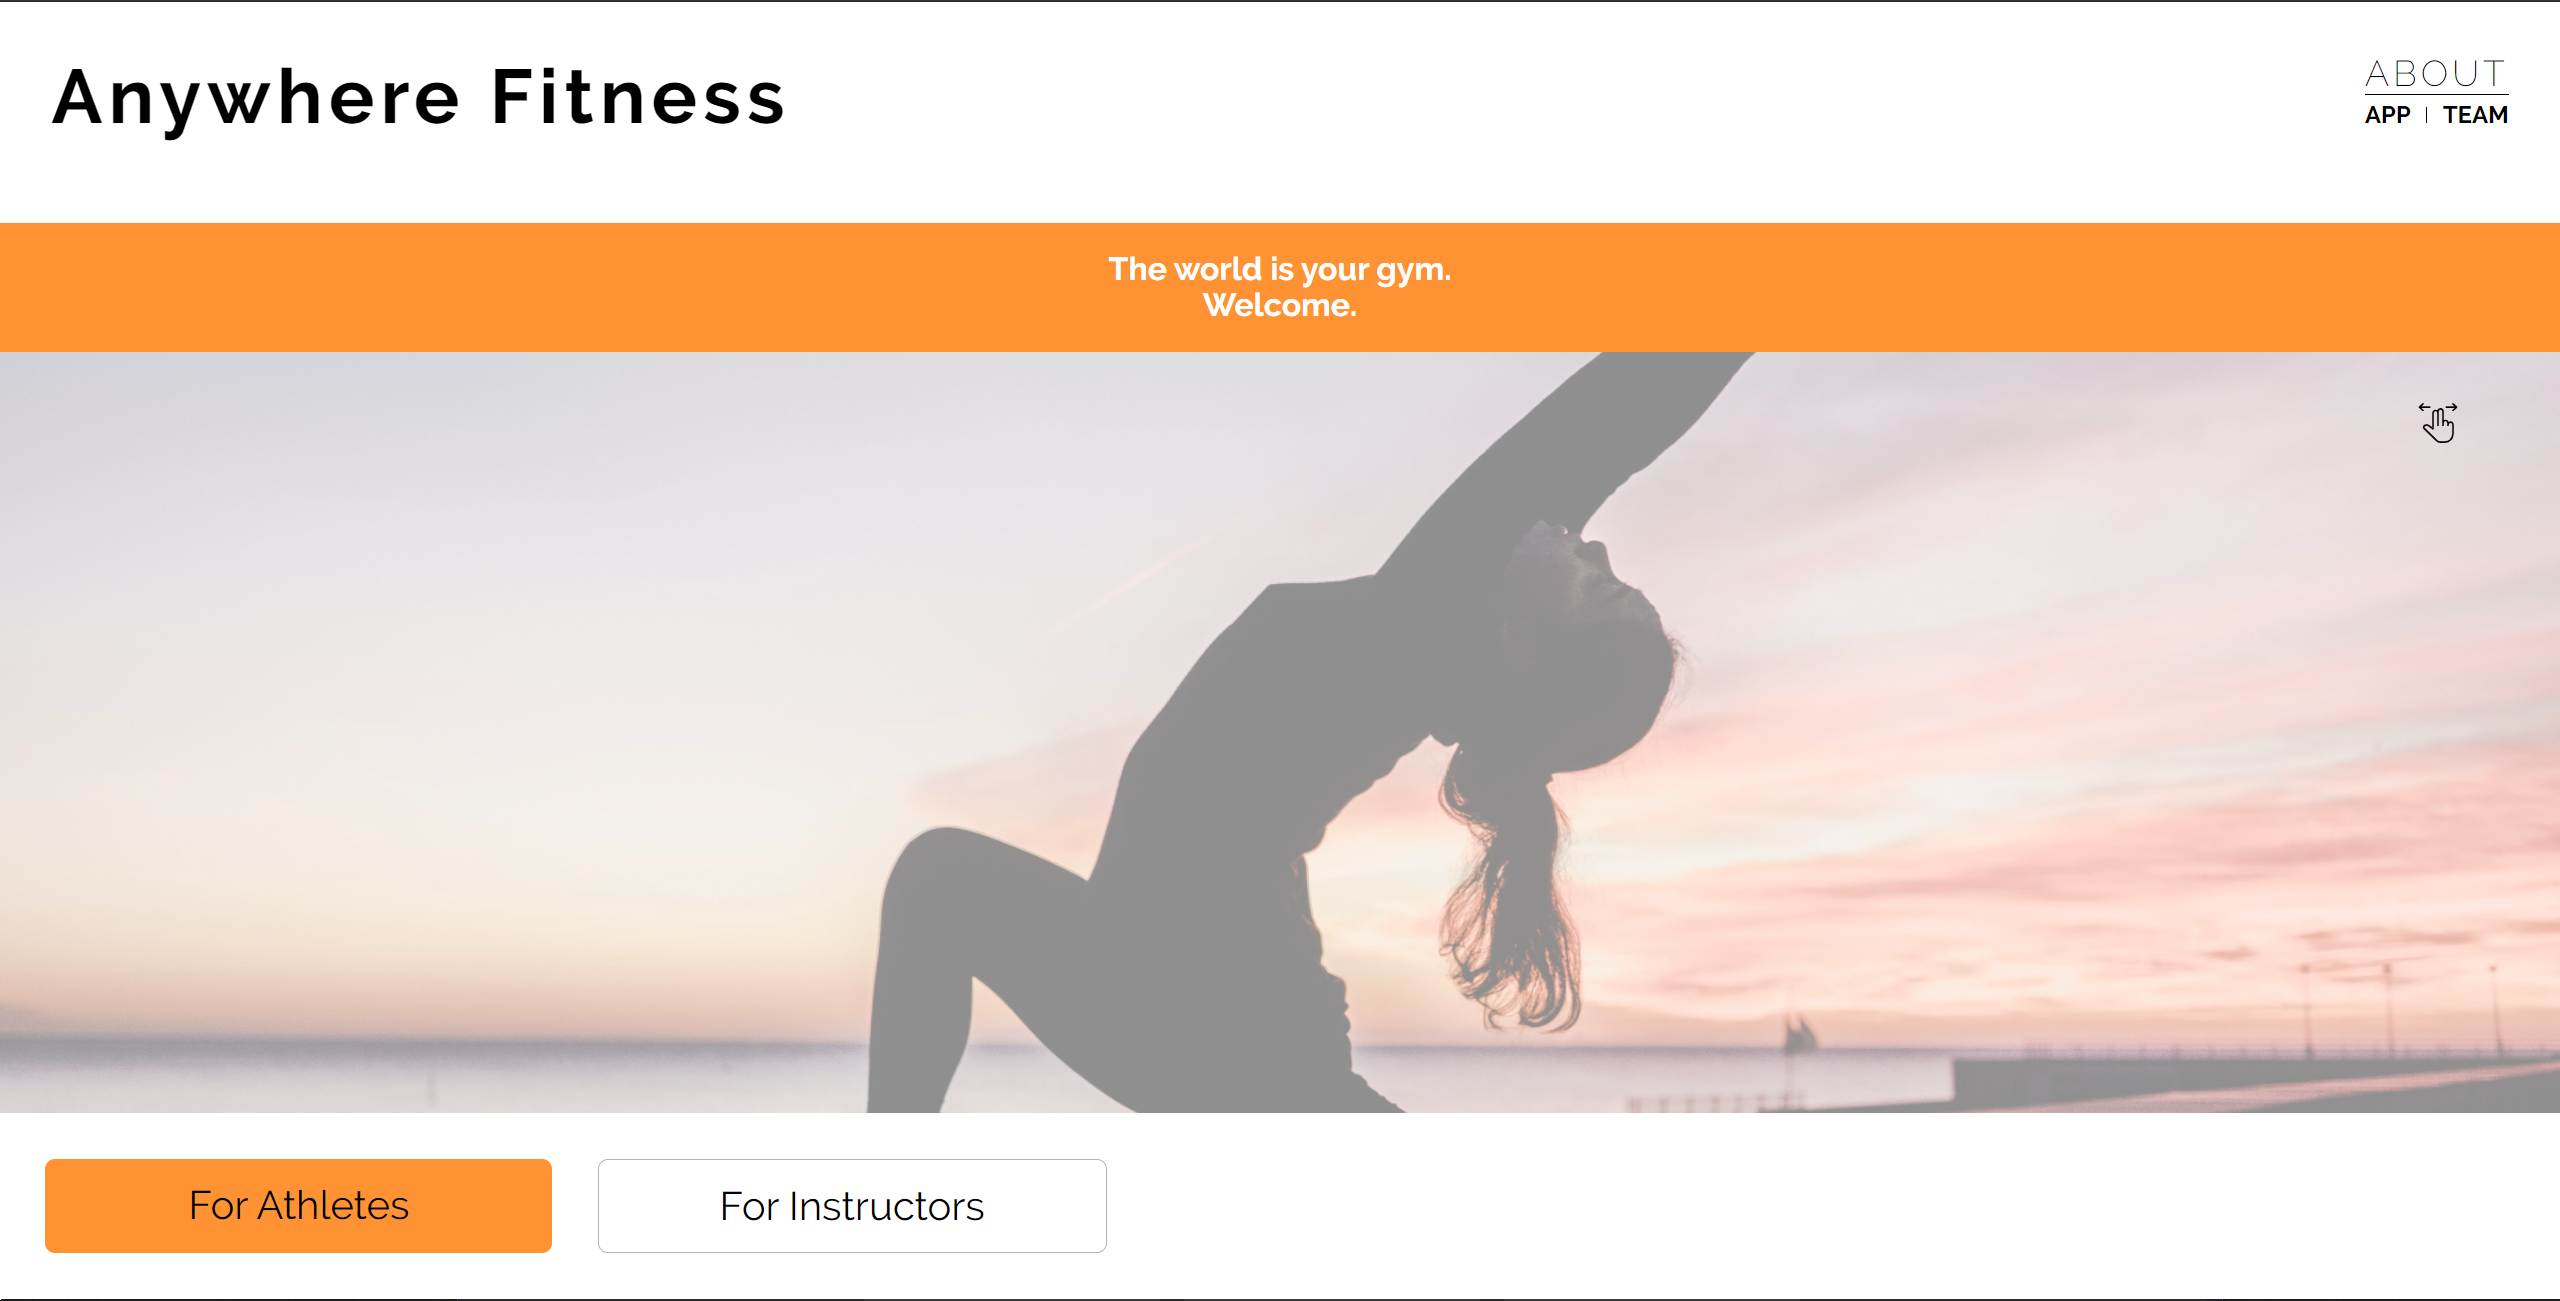 Anywhere Fitness
ABOUT
APP | TEAM
The world is your gym.
Welcome.
For Athletes
For Instructors